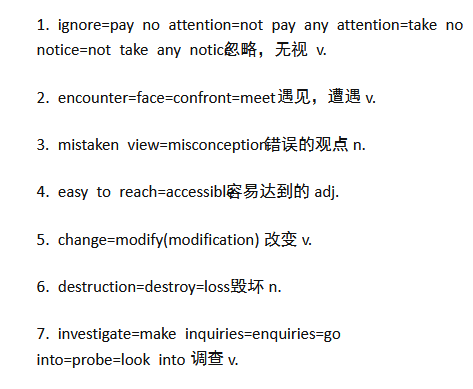 1. ignore=pay no attention=not pay any attention=take no
notice=not take any notice忽略，无视 v.
2. encounter=face=confront=meet遇见，遭遇 v.
3. mistaken view=misconception错误的观点 n.
4. easy to reach=accessible容易达到的 adj.
5. change=modify(modification) 改变 v.
6. destruction=destroy=loss毁坏 n.
7. investigate=make inquiries=enquiries=go
into=probe=look into 调查 v.